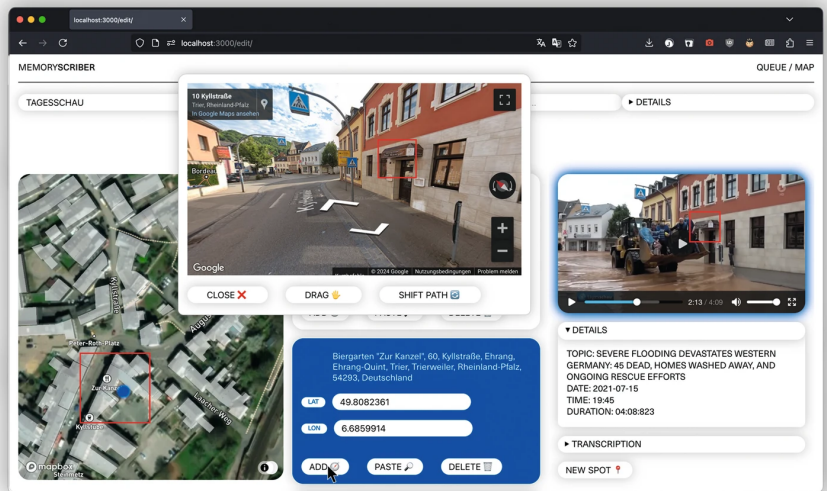 localhost:3000/edit/
localhost:3000/edit/
MEMORYSCRIBER
QUEUE / MAP
TAGESSCHAU
DETAILS
10 Kyllstraße
Trier, Rheinland-Pfalz
In Google Maps ansehen
Bordeau
Google
© 2024 Google Nutzungsbedingungen Problem melden
CLOSE
DRAG
SHIFT PATH
Kyllstraße
Peter-Roth-Platz
Zur Kanzel
Laacher-Weg
mapbox
Steinmetz
Biergarten "Zur Kanzel", 60, Kyllstraße, Ehrang,
Ehrang-Quint, Trier, Trierweiler, Rheinland-Pfalz,
54293, Deutschland
LAT 49.8082361
LON 6.6859914
ADD PASTE DELETE
2:13 / 4:09
DETAILS
TOPIC: SEVERE FLOODING DEVASTATES WESTERN
GERMANY: 45 DEAD, HOMES WASHED AWAY, AND
ONGOING RESCUE EFFORTS
DATE: 2021-07-15
TIME: 19:45
DURATION: 04:08:823
TRANSCRIPTION
NEW SPOT